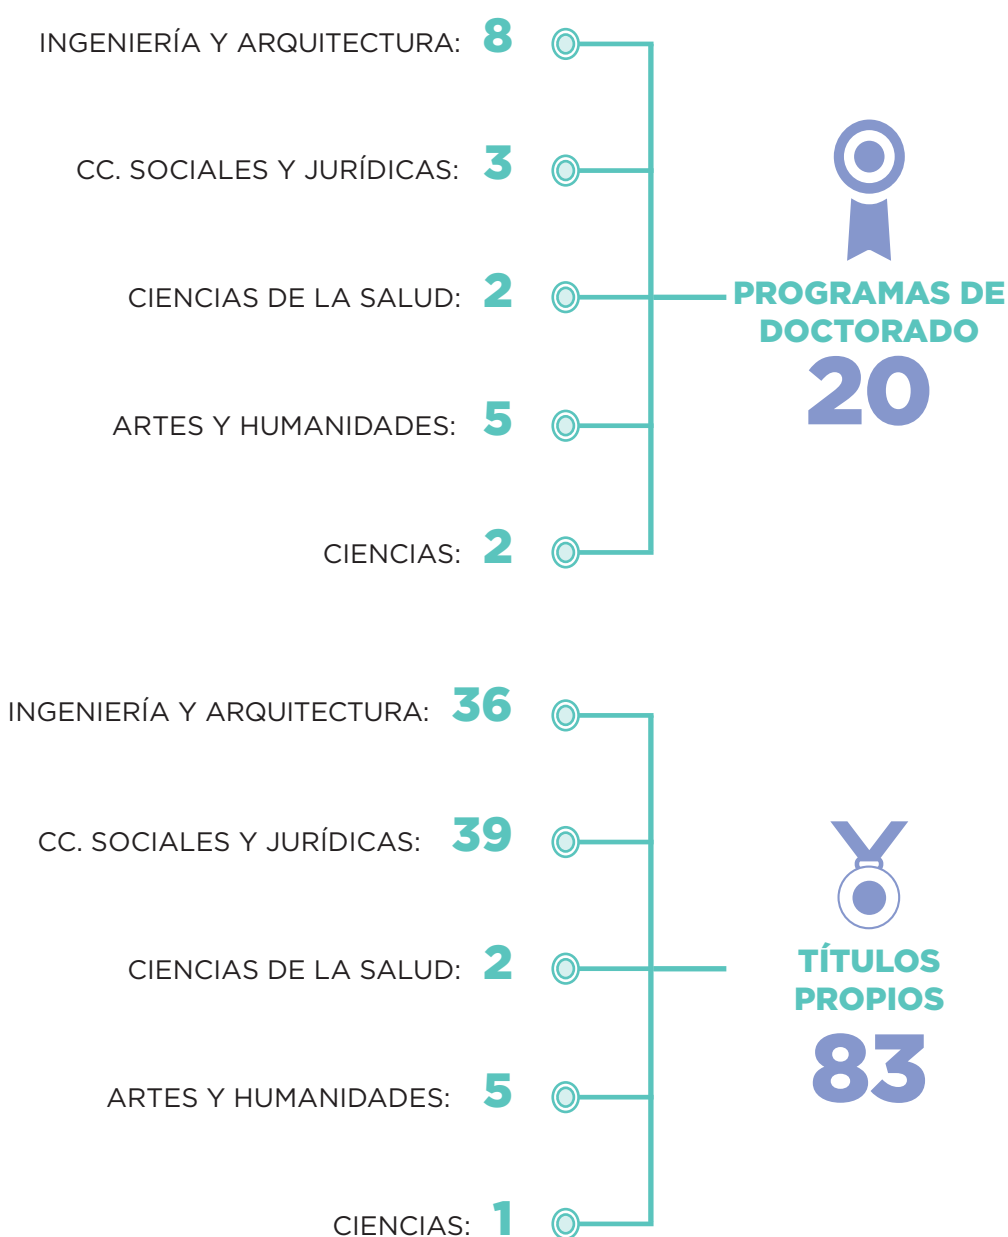 INGENIERÍA Y ARQUITECTURA: 8
CC. SOCIALES Y JURÍDICAS: 3
CIENCIAS DE LA SALUD: 2
ARTES Y HUMANIDADES: 5
CIENCIAS: 2
PROGRAMAS DE
DOCTORADO
20
INGENIERÍA Y ARQUITECTURA: 36
CC. SOCIALES Y JURÍDICAS: 39
CIENCIAS DE LA SALUD: 2
ARTES Y HUMANIDADES: 5
CIENCIAS: 1
TÍTULOS
PROPIOS
83